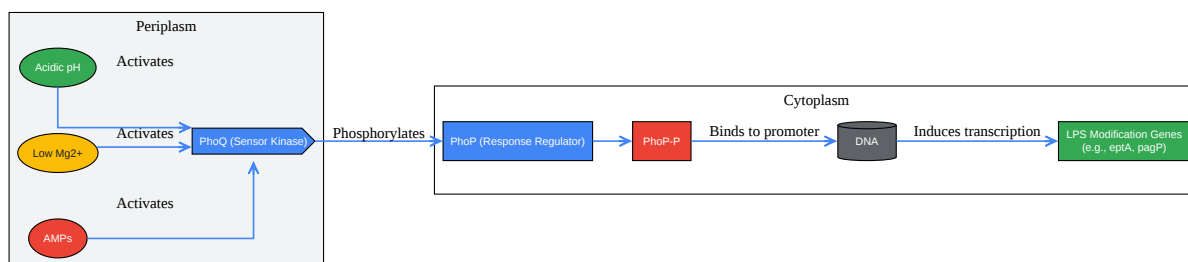 Periplasm
Acidic pH
Activates
Low Mg2+
Activates
PhoQ (Sensor Kinase)
AMPs
Activates
Phosphorylates
Cytoplasm
PhoP (Response Regulator)
PhoP-P
Binds to promoter
DNA
Induces transcription
LPS Modification Genes
(e.g., eptA, pagP)